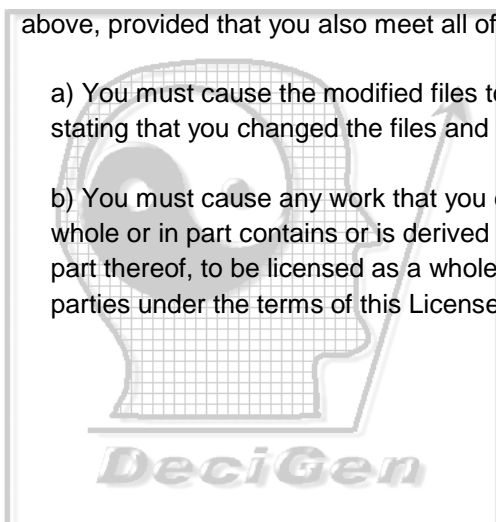 above, provided that you also meet all of
a) You must cause the modified files to
stating that you changed the files and
b) You must cause any work that you
whole or in part contains or is derived
part thereof, to be licensed as a whole
parties under the terms of this License
DeciGen